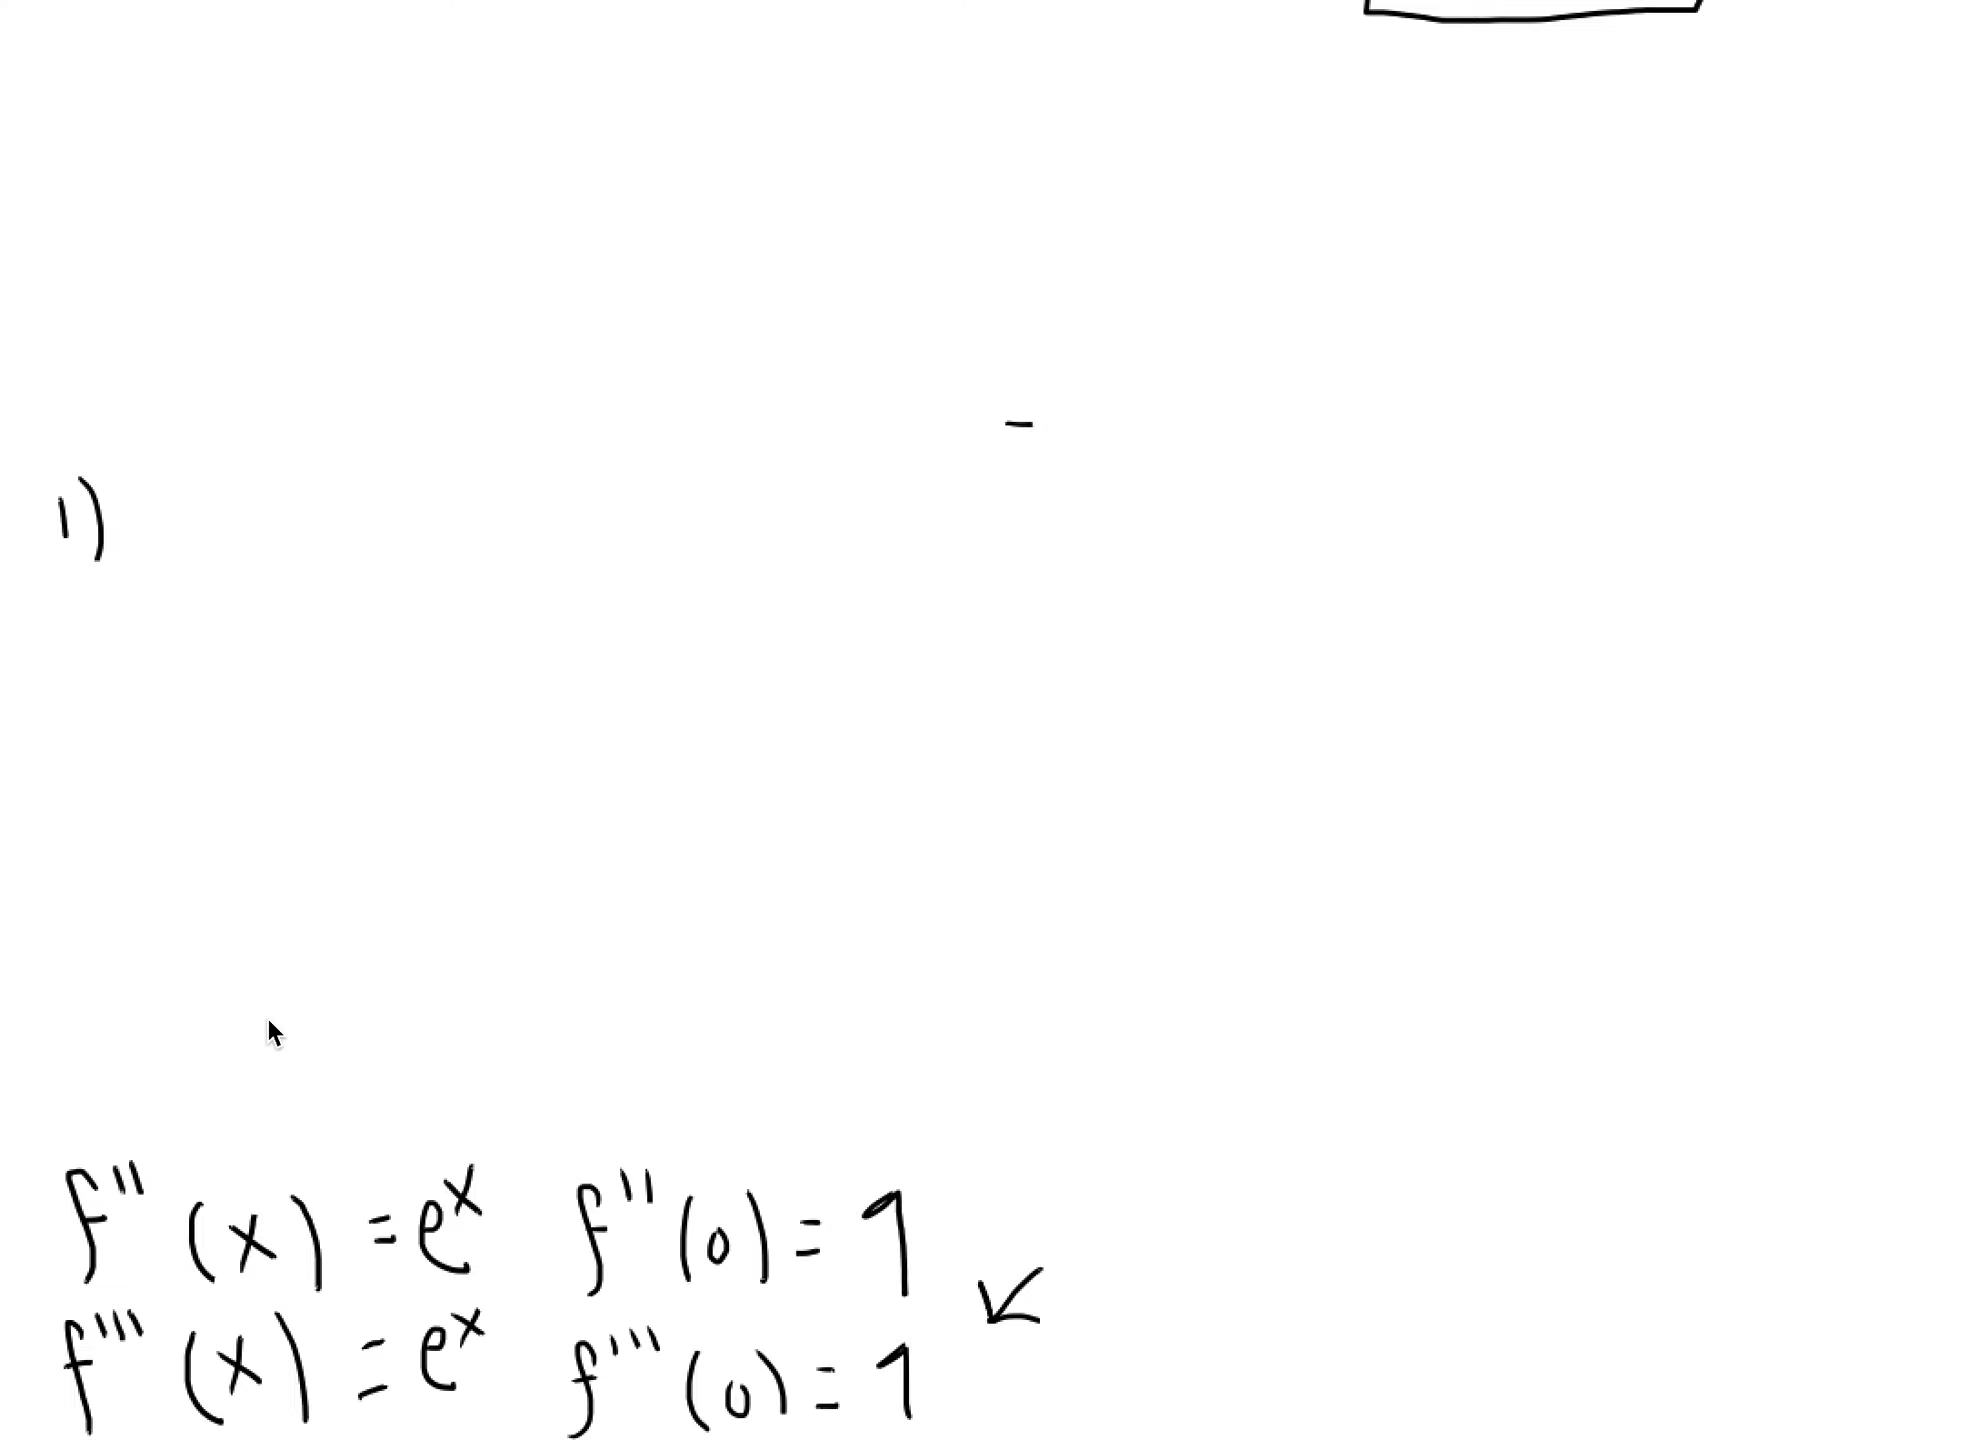 -
1)
f''(x) = e^x f''(0) = 1
f'''(x) = e^x f'''(0) = 1